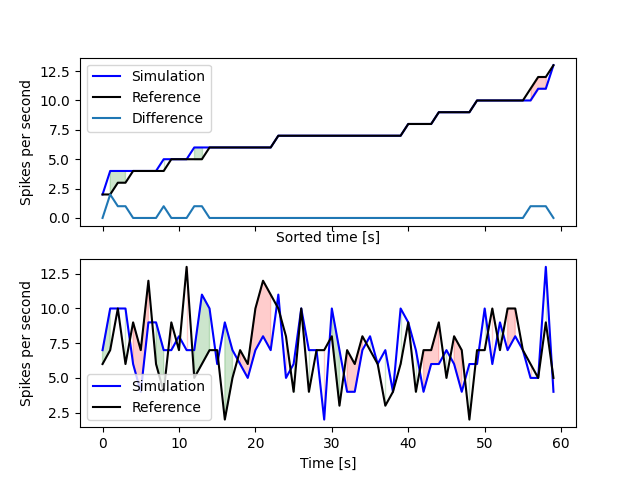 12.5
10.0
7.5
5.0
2.5
0.0
Spikes per second
Simulation
Reference
Difference
Sorted time [s]
12.5
10.0
7.5
5.0
2.5
Spikes per second
Simulation
Reference
0 10 20 30 40 50 60
Time [s]